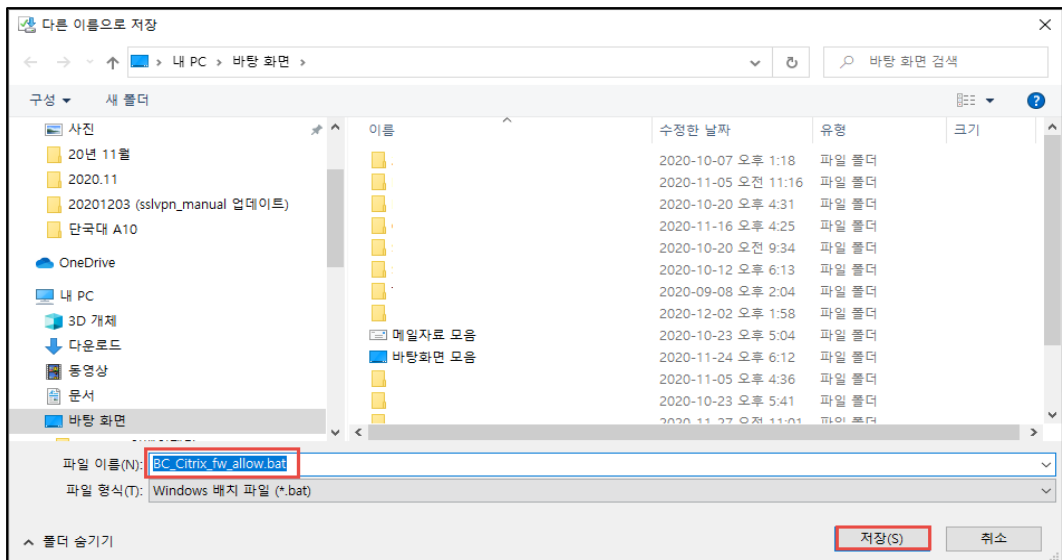 다른 이름으로 저장
내 PC > 바탕 화면 >
바탕 화면 검색
구성
새 폴더
사진
20년 11월
2020.11
20201203 (sslvpn_manual 업데이트)
단국대 A10
OneDrive
내 PC
3D 개체
다운로드
동영상
문서
바탕 화면
이름 수정한 날짜 유형 크기
2020-10-07 오후 1:18 파일 폴더
2020-11-05 오전 11:16 파일 폴더
2020-10-20 오후 4:31 파일 폴더
2020-11-16 오후 4:25 파일 폴더
2020-10-20 오전 9:34 파일 폴더
2020-10-12 오후 6:13 파일 폴더
2020-09-08 오후 2:04 파일 폴더
2020-12-02 오후 1:58 파일 폴더
메일자료 모음 2020-10-23 오후 5:04 파일 폴더
바탕화면 모음 2020-11-24 오후 6:12 파일 폴더
2020-11-05 오후 4:36 파일 폴더
2020-10-23 오후 5:41 파일 폴더
2020-11-27 오전 11:01 파일 폴더
파일 이름(N): BC_Citrix_fw_allow.bat
파일 형식(T): Windows 배치 파일 (*.bat)
폴더 숨기기
저장(S)
취소